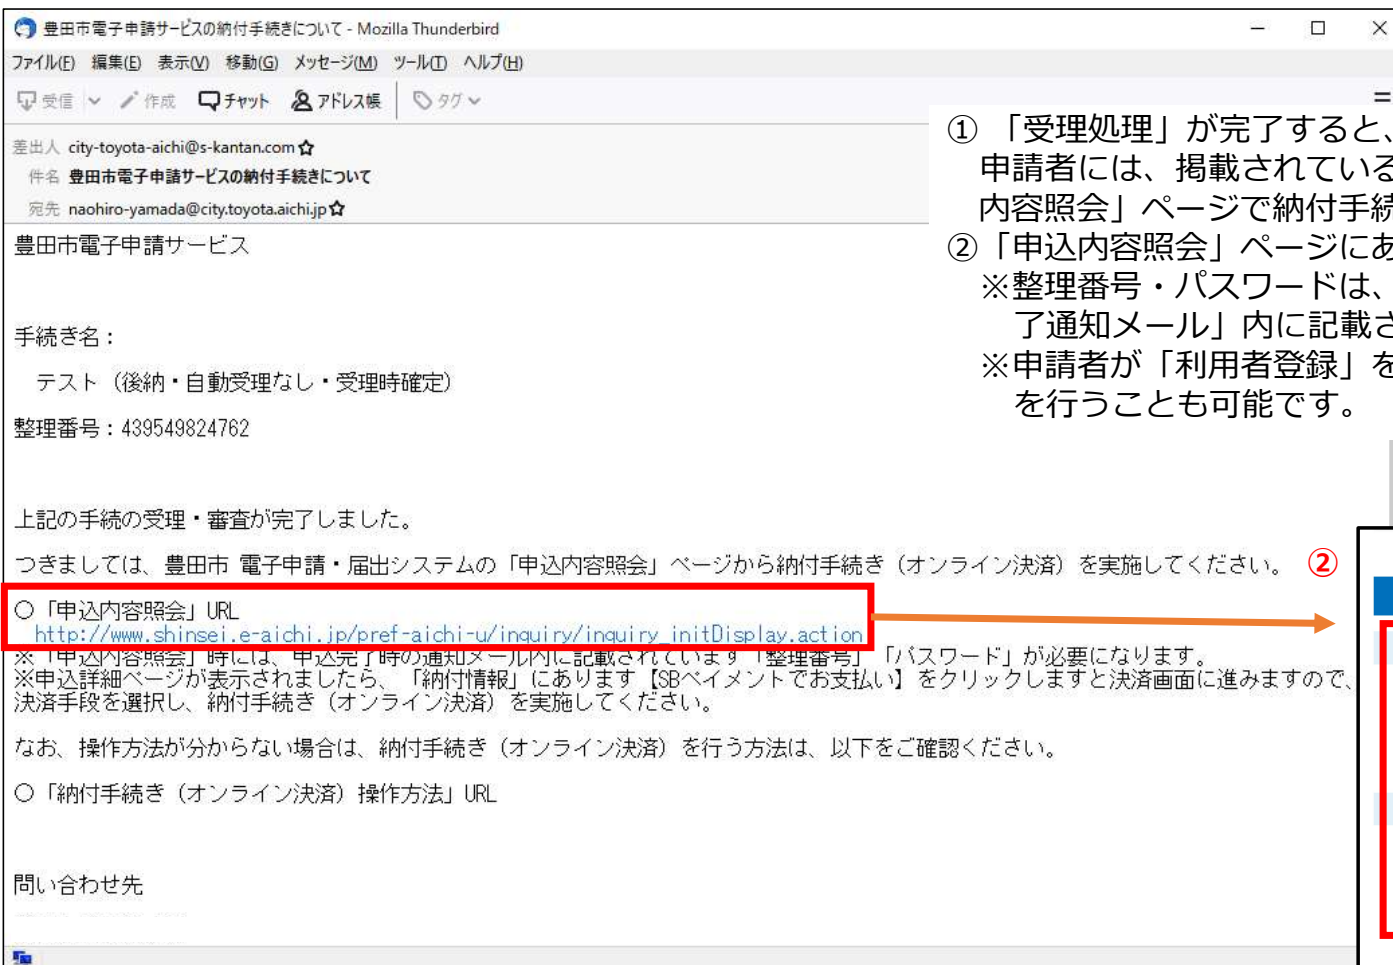 豊田市電子申請サービスの納付手続きについて - Mozilla Thunderbird
ファイル(F) 編集(E) 表示(V) 移動(G) メッセージ(M) ツール(T) ヘルプ(H)
受信 作成 チャット アドレス帳 タグ
差出人 city-toyota-aichi@s-kantan.com
件名 豊田市電子申請サービスの納付手続きについて
宛先 naohiro-yamada@city.toyota.aichi.jp
豊田市電子申請サービス
手続き名：
テスト（後納・自動受理なし・受理時確定）
整理番号：439549824762
上記の手続の受理・審査が完了しました。
つきましては、豊田市 電子申請・届出システムの「申込内容照会」ページから納付手続き（オンライン決済）を実施してください。
〇「申込内容照会」URL
http://www.shinsei.e-aichi.jp/pref-aichi-u/inquiry/inquiry_initDisplay.action
※「申込内容照会」時には、申込完了時の通知メール内に記載されています「整理番号」「パスワード」が必要になります。
※申込詳細ページが表示されましたら、「納付情報」にあります【SBペイメントでお支払い】をクリックしますと決済画面に進みますので、
決済手段を選択し、納付手続き（オンライン決済）を実施してください。
なお、操作方法が分からない場合は、納付手続き（オンライン決済）を行う方法は、以下をご確認ください。
〇「納付手続き（オンライン決済）操作方法」URL
問い合わせ先
① 「受理処理」が完了すると、
申請者には、掲載されている
内容照会」ページで納付手続
②「申込内容照会」ページにあ
※整理番号・パスワードは、
了通知メール」内に記載さ
※申請者が「利用者登録」を
を行うことも可能です。
②